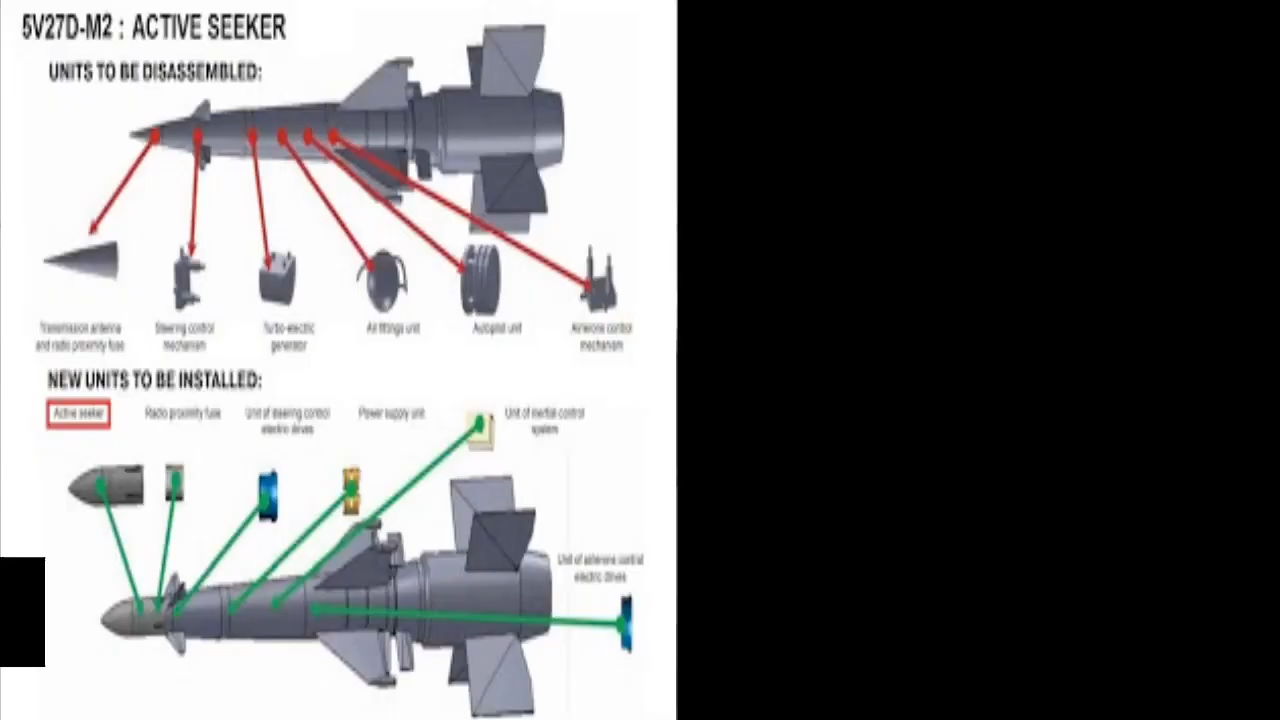 5V27D-M2 : ACTIVE SEEKER
UNITS TO BE DISASSEMBLED:
Transmission antenna
and radio proximity fuse
Steering control
mechanism
Turbo-electric
generator
Air fittings unit
Autopilot unit
Ailerone control
mechanism
NEW UNITS TO BE INSTALLED:
Active seeker
Radio proximity fuse
Unit of steering control
electric drives
Power supply unit
Unit of inertial control
system
Unit of ailerone control
electric drives